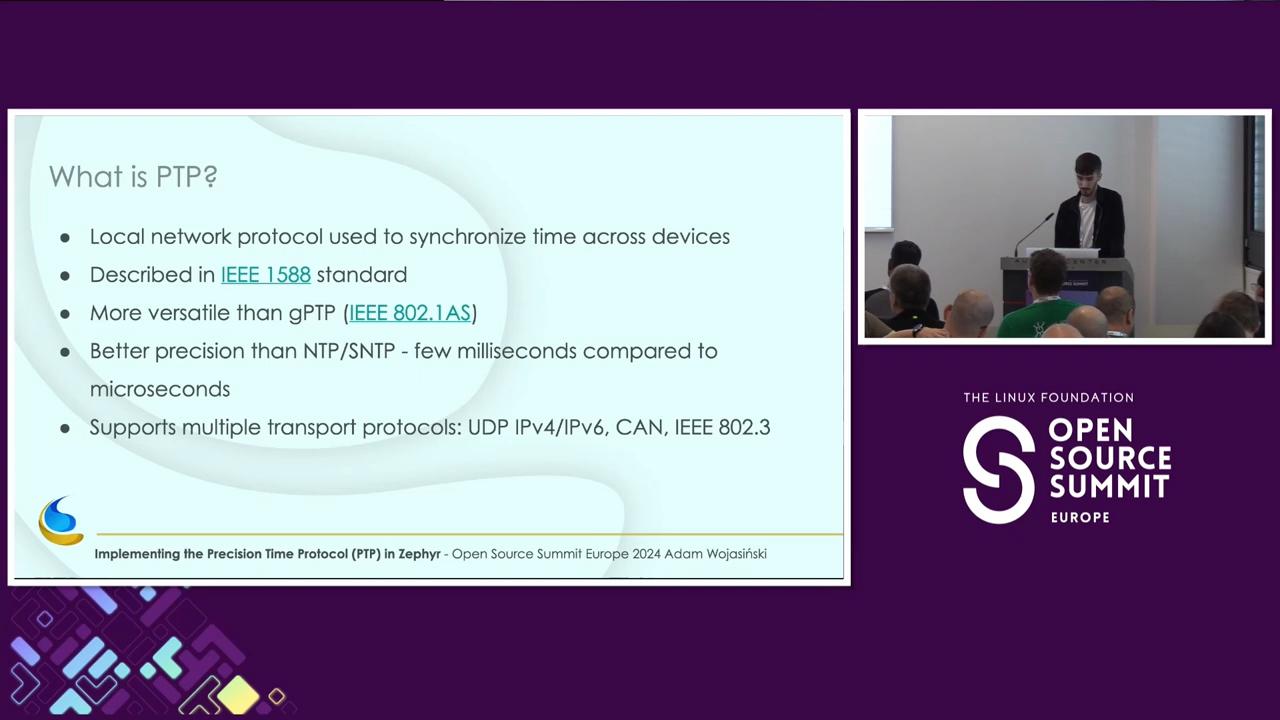 What is PTP?
● Local network protocol used to synchronize time across devices
● Described in IEEE 1588 standard
● More versatile than gPTP (IEEE 802.1AS)
● Better precision than NTP/SNTP - few milliseconds compared to
microseconds
● Supports multiple transport protocols: UDP IPv4/IPv6, CAN, IEEE 802.3
Implementing the Precision Time Protocol (PTP) in Zephyr - Open Source Summit Europe 2024 Adam Wojasiński
THE LINUX FOUNDATION
OPEN
SOURCE
SUMMIT
EUROPE